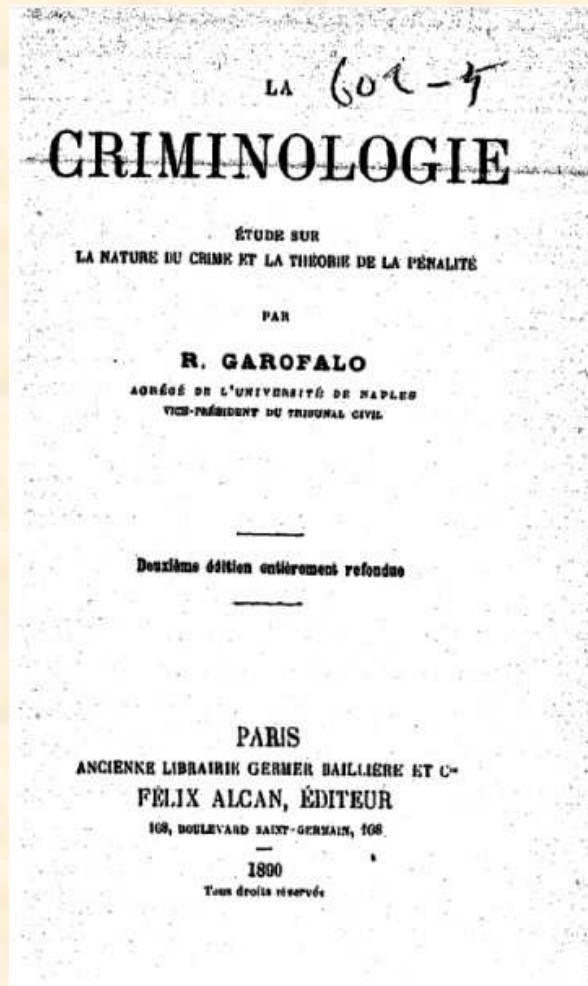 LA
CRIMINOLOGIE
ÉTUDE SUR
LA NATURE DU CRIME ET LA THÉORIE DE LA PÉNALITÉ
PAR
R. GAROFALO
AGRÉGÉ DE L'UNIVERSITÉ DE NAPLES
VICE-PRÉSIDENT DU TRIBUNAL CIVIL
Deuxième édition entièrement refondue
PARIS
ANCIENNE LIBRAIRIE GERMER BAILLIÈRE ET Cie
FÉLIX ALCAN, ÉDITEUR
108, BOULEVARD SAINT-GERMAIN, 108
1890
Tous droits réservés